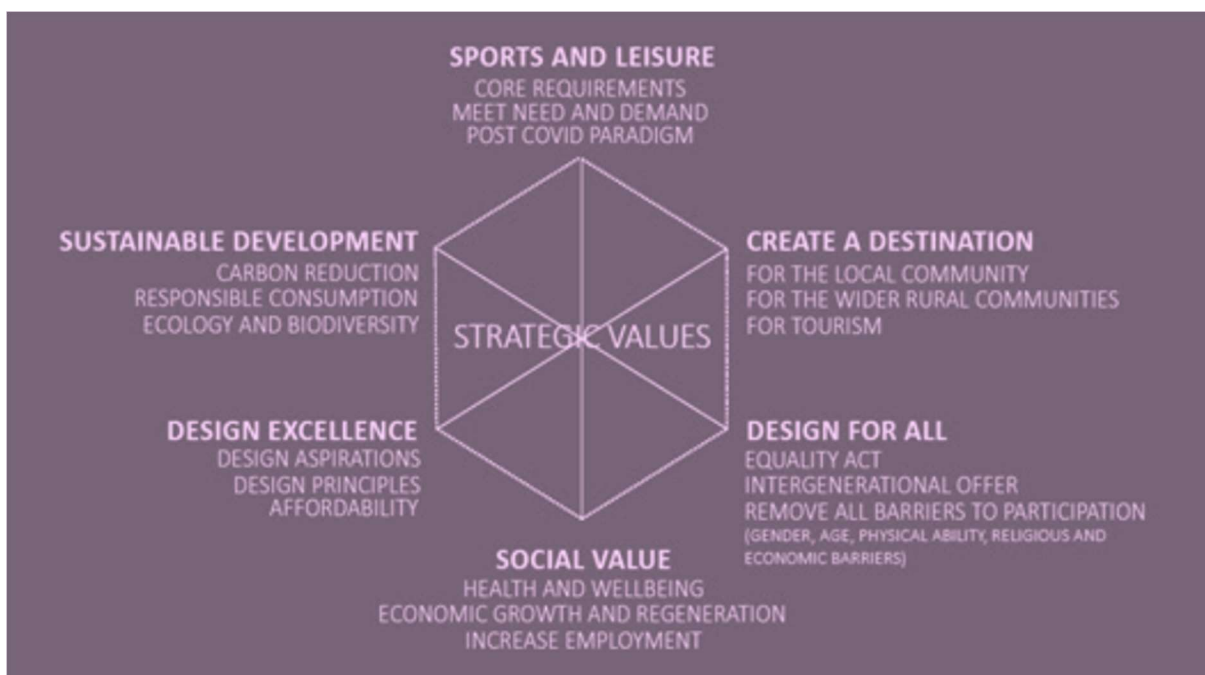 SPORTS AND LEISURE
CORE REQUIREMENTS
MEET NEED AND DEMAND
POST COVID PARADIGM
SUSTAINABLE DEVELOPMENT
CARBON REDUCTION
RESPONSIBLE CONSUMPTION
ECOLOGY AND BIODIVERSITY
CREATE A DESTINATION
FOR THE LOCAL COMMUNITY
FOR THE WIDER RURAL COMMUNITIES
FOR TOURISM
STRATEGIC VALUES
DESIGN EXCELLENCE
DESIGN ASPIRATIONS
DESIGN PRINCIPLES
AFFORDABILITY
DESIGN FOR ALL
EQUALITY ACT
INTERGENERATIONAL OFFER
REMOVE ALL BARRIERS TO PARTICIPATION
(GENDER, AGE, PHYSICAL ABILITY, RELIGIOUS AND
ECONOMIC BARRIERS)
SOCIAL VALUE
HEALTH AND WELLBEING
ECONOMIC GROWTH AND REGENERATION
INCREASE EMPLOYMENT